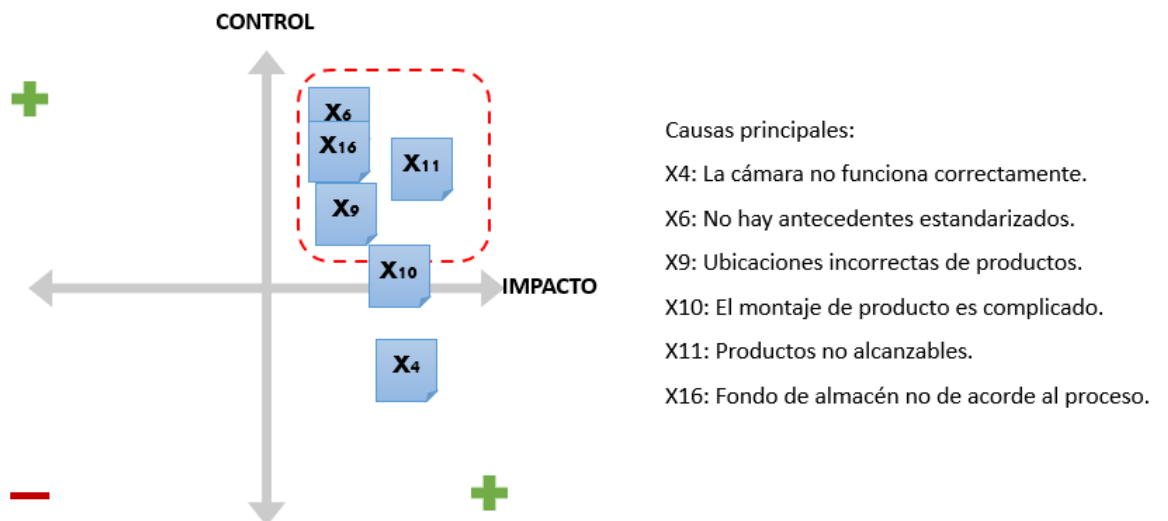 CONTROL
X6
X16
X11
X9
X10
IMPACTO
X4
Causas principales:
X4: La cámara no funciona correctamente.
X6: No hay antecedentes estandarizados.
X9: Ubicaciones incorrectas de productos.
X10: El montaje de producto es complicado.
X11: Productos no alcanzables.
X16: Fondo de almacén no de acorde al proceso.